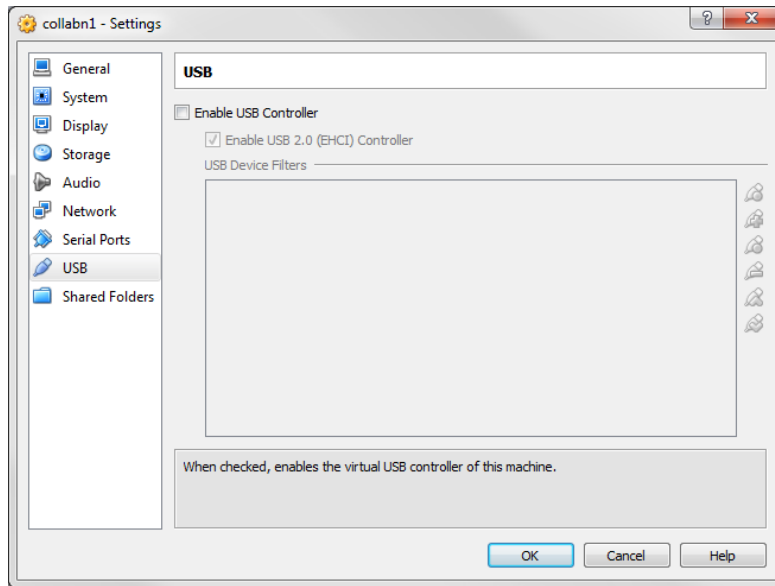 collabn1 - Settings
General
System
Display
Storage
Audio
Network
Serial Ports
USB
Shared Folders
USB
Enable USB Controller
Enable USB 2.0 (EHCI) Controller
USB Device Filters
When checked, enables the virtual USB controller of this machine.
OK
Cancel
Help